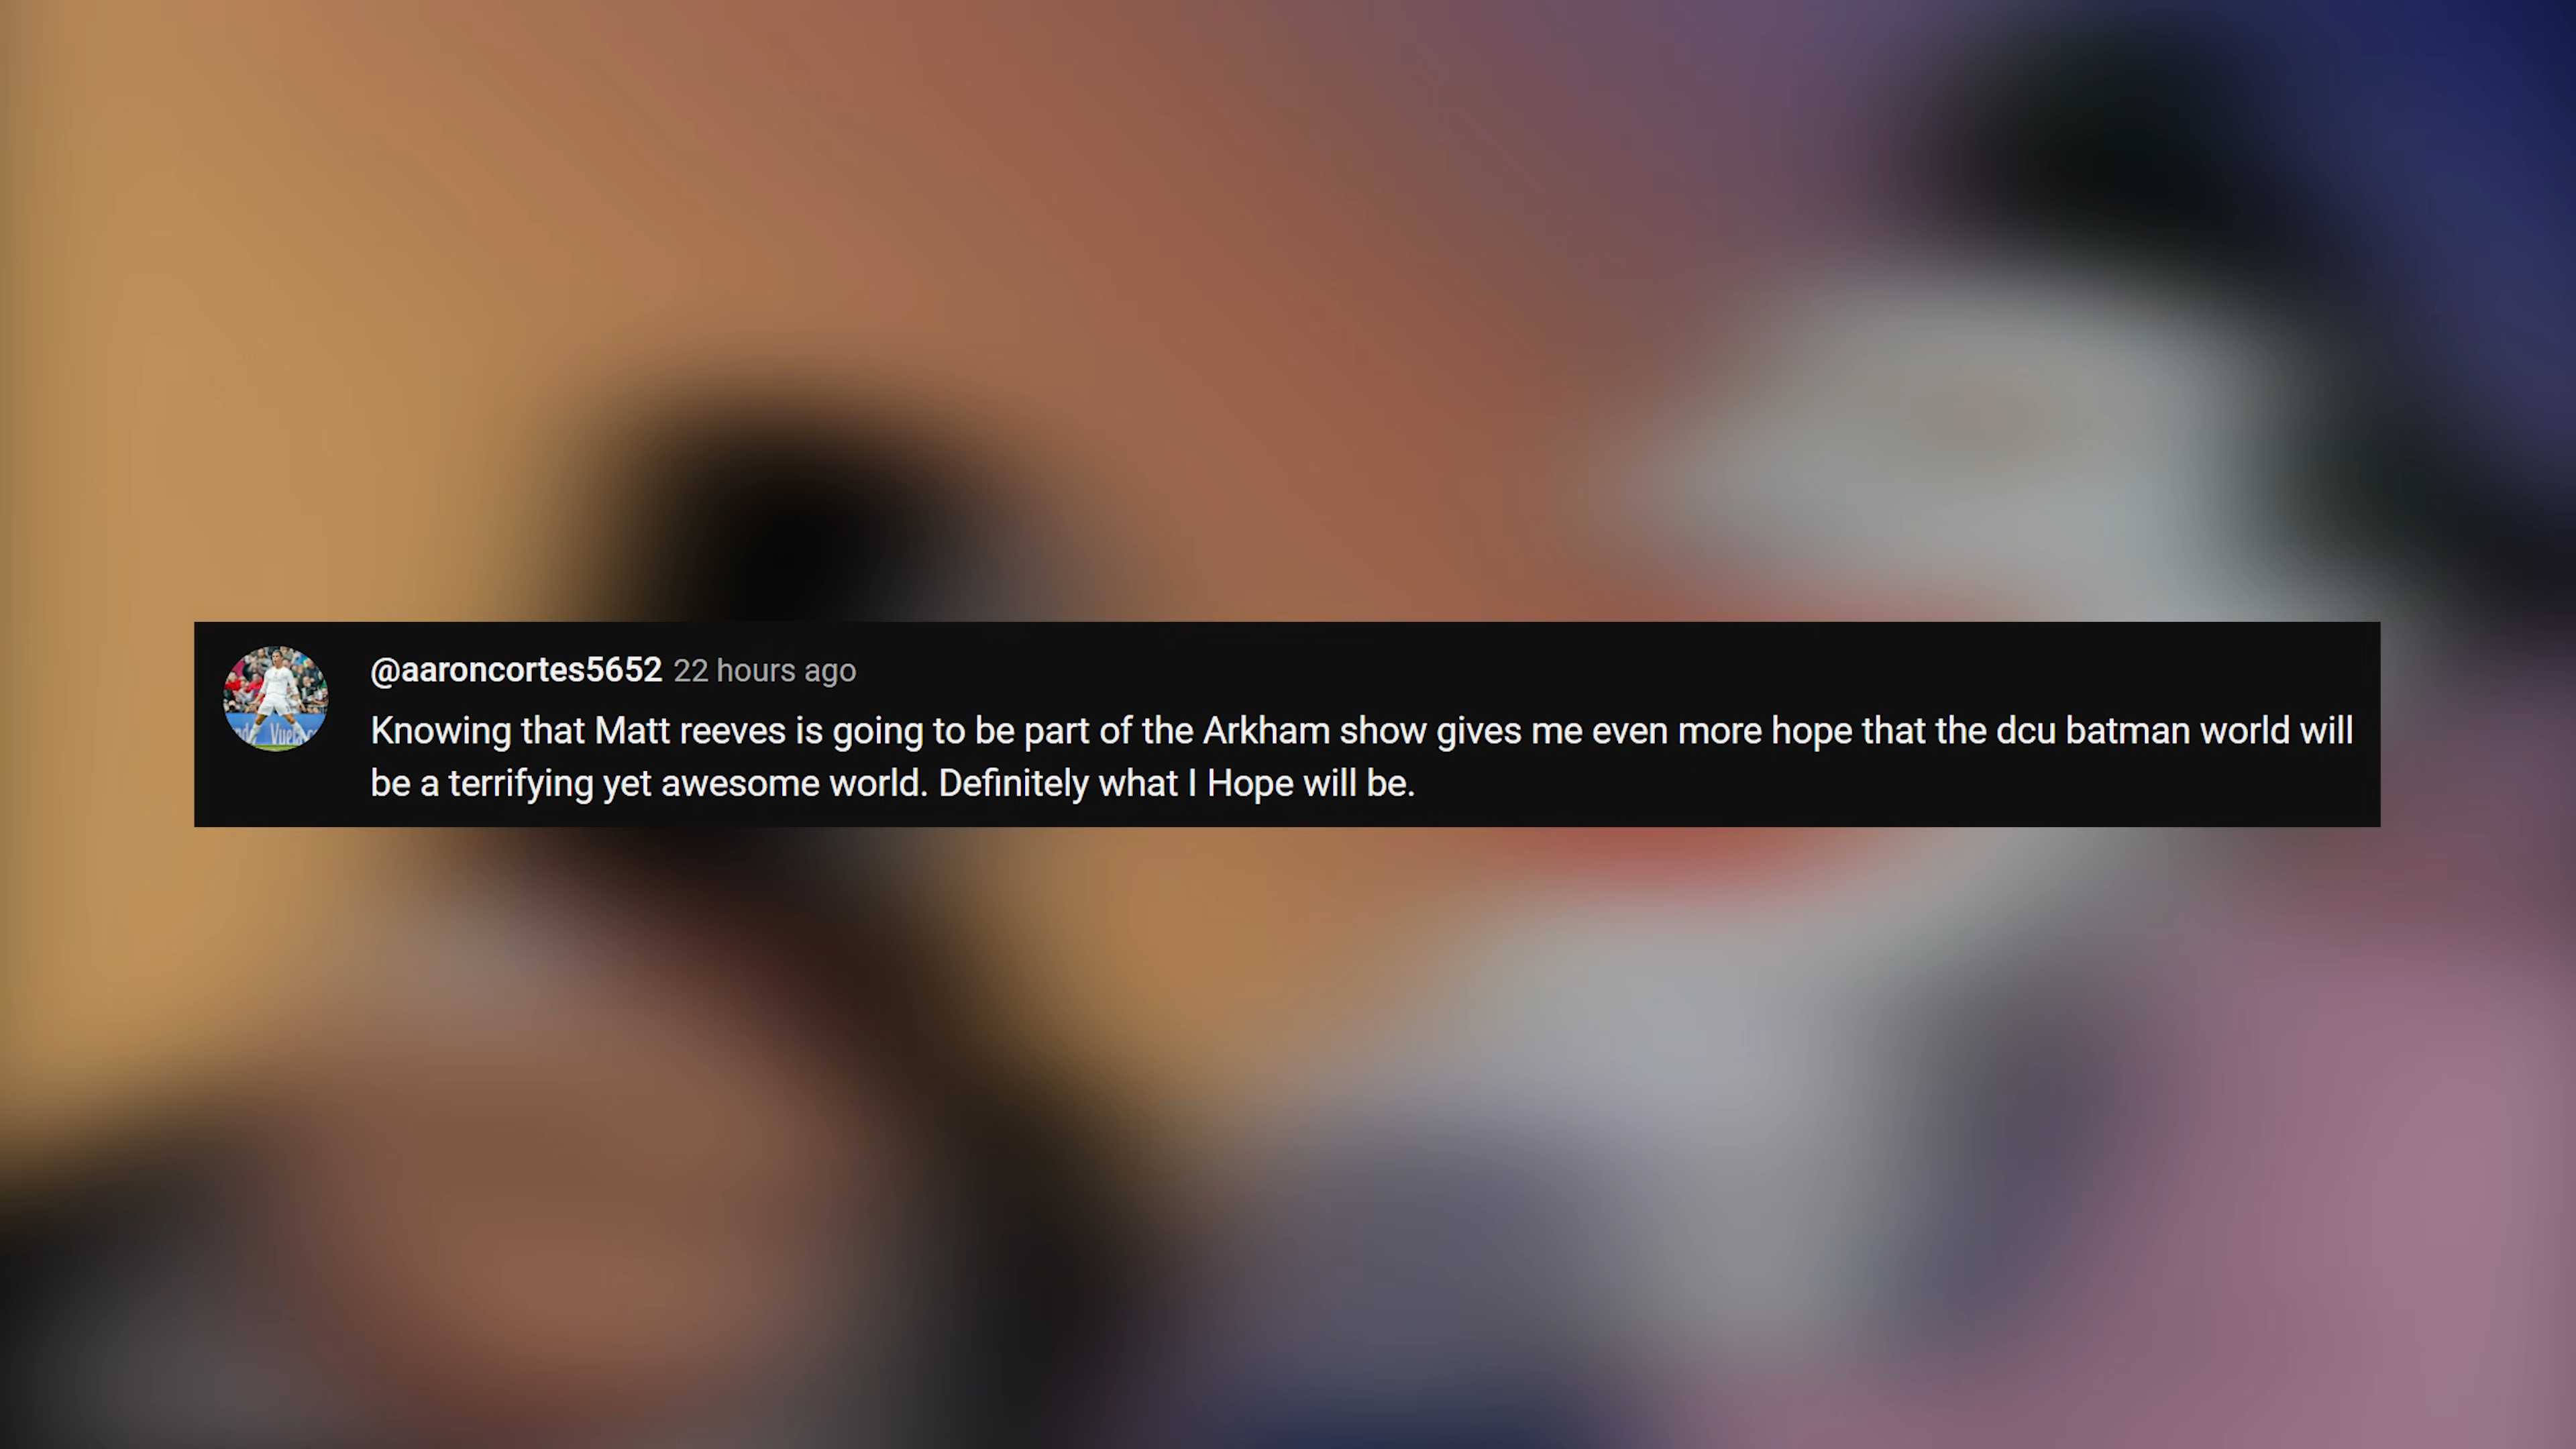 @aaroncortes5652 22 hours ago
Knowing that Matt reeves is going to be part of the Arkham show gives me even more hope that the dcu batman world will
be a terrifying yet awesome world. Definitely what I Hope will be.